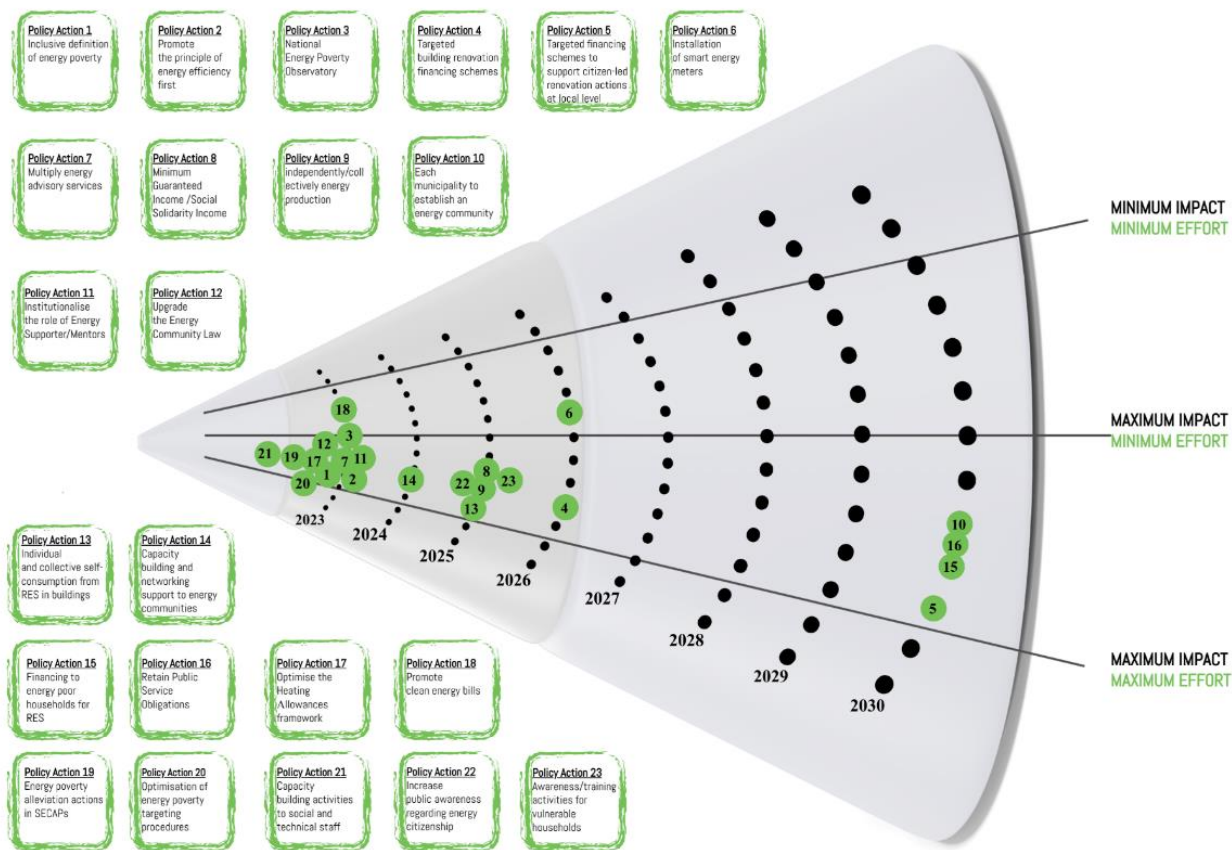 Policy Action 1
Inclusive definition
of energy poverty
Policy Action 2
Promote
the principle of
energy efficiency
first
Policy Action 3
National
Energy Poverty
Observatory
Policy Action 4
Targeted
building renovation
financing schemes
Policy Action 5
Targeted financing
schemes to
support citizen-led
renovation actions
at local level
Policy Action 6
Installation
of smart energy
meters
Policy Action 7
Multiply energy
advisory services
Policy Action 8
Minimum
Guaranteed
Income /Social
Solidarity Income
Policy Action 9
independently/coll
ectively energy
production
Policy Action 10
Each
municipality to
establish an
energy community
Policy Action 11
Institutionalise
the role of Energy
Supporter/Mentors
Policy Action 12
Upgrade
the Energy
Community Law
MINIMUM IMPACT
MINIMUM EFFORT
MAXIMUM IMPACT
MINIMUM EFFORT
MAXIMUM IMPACT
MAXIMUM EFFORT
18
3
12
21
19
17
7
11
1
20
2
14
8
22
9
23
13
6
4
10
16
15
5
2023
2024
2025
2026
2027
2028
2029
2030
Policy Action 13
Individual
and collective self-
consumption from
RES in buildings
Policy Action 14
Capacity
building and
networking
support to energy
communities
Policy Action 15
Financing to
energy poor
households for
RES
Policy Action 16
Retain Public
Service
Obligations
Policy Action 17
Optimise the
Heating
Allowances
framework
Policy Action 18
Promote
clean energy bills
Policy Action 19
Energy poverty
alleviation actions
in SECAPs
Policy Action 20
Optimisation of
energy poverty
targeting
procedures
Policy Action 21
Capacity
building activities
to social and
technical staff
Policy Action 22
Increase
public awareness
regarding energy
citizenship
Policy Action 23
Awareness/training
activities for
vulnerable
households